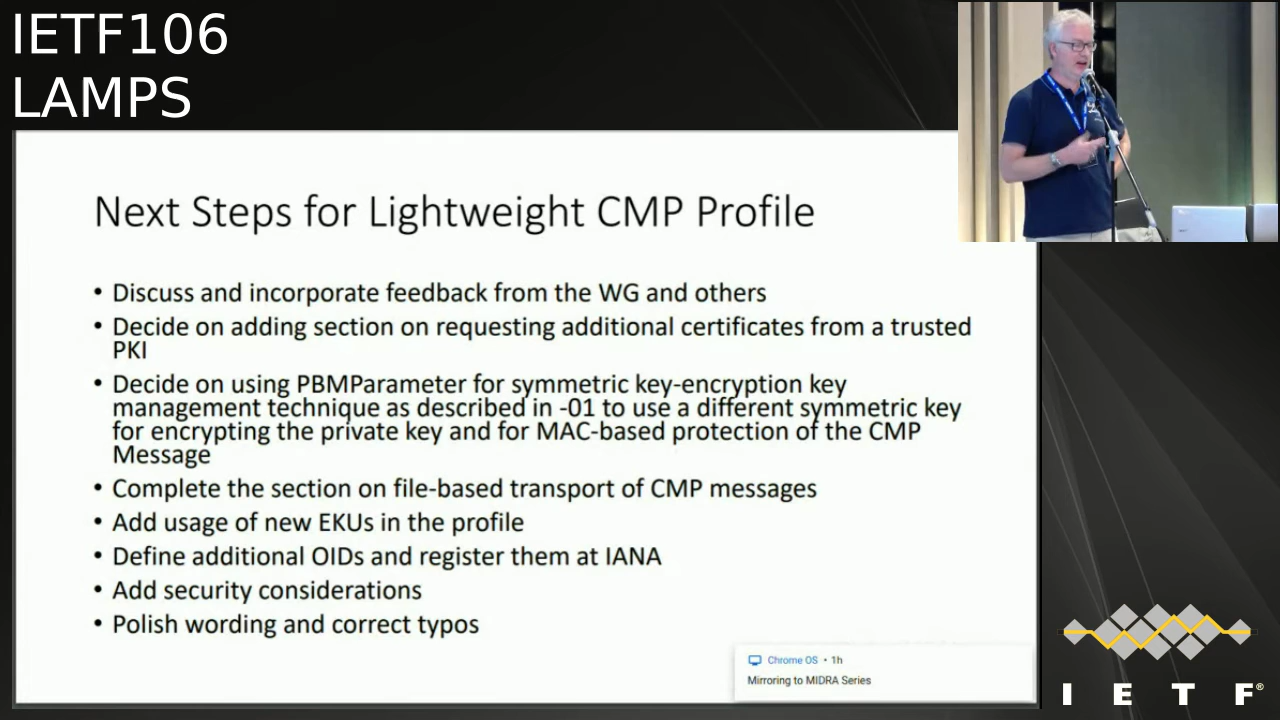 IETF106
LAMPS
Next Steps for Lightweight CMP Profile
• Discuss and incorporate feedback from the WG and others
• Decide on adding section on requesting additional certificates from a trusted
PKI
• Decide on using PBMParameter for symmetric key-encryption key
management technique as described in -01 to use a different symmetric key
for encrypting the private key and for MAC-based protection of the CMP
Message
• Complete the section on file-based transport of CMP messages
• Add usage of new EKUs in the profile
• Define additional OIDs and register them at IANA
• Add security considerations
• Polish wording and correct typos
Chrome OS • 1h
Mirroring to MIDRA Series
I E T F®